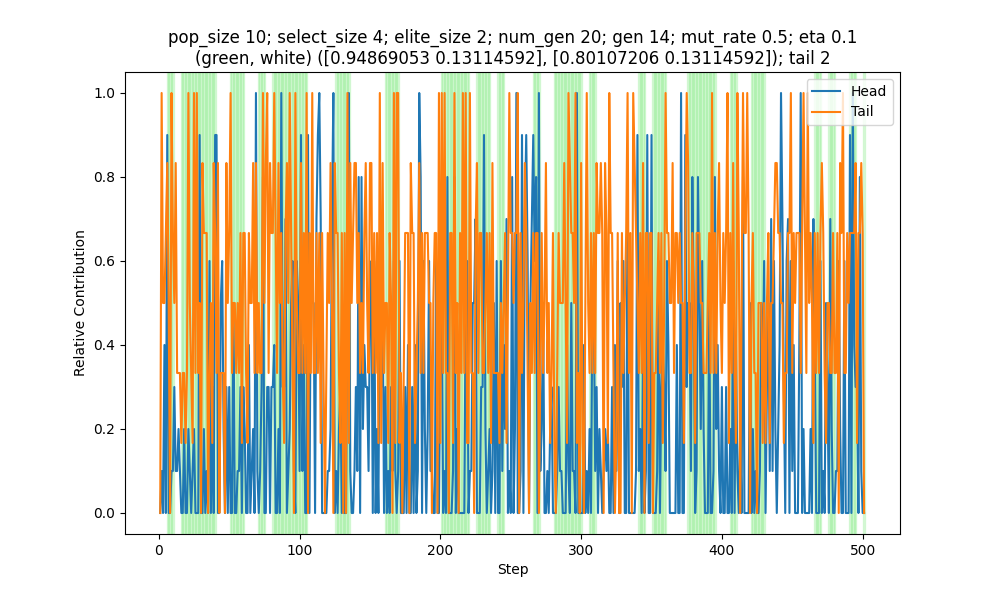 pop_size 10; select_size 4; elite_size 2; num_gen 20; gen 14; mut_rate 0.5; eta 0.1
(green, white) ([0.94869053 0.13114592], [0.80107206 0.13114592]); tail 2
Head
Tail
Relative Contribution
1.0
0.8
0.6
0.4
0.2
0.0
0
100
200
300
400
500
Step